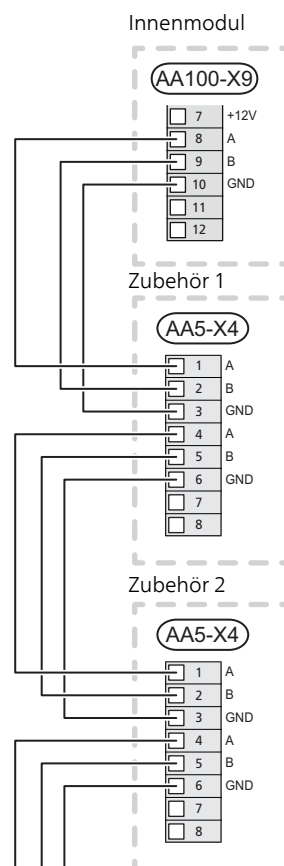 Innenmodul
AA100-X9
7 +12V
8 A
9 B
10 GND
11
12
Zubehör 1
AA5-X4
1 A
2 B
3 GND
4 A
5 B
6 GND
7
8
Zubehör 2
AA5-X4
1 A
2 B
3 GND
4 A
5 B
6 GND
7
8